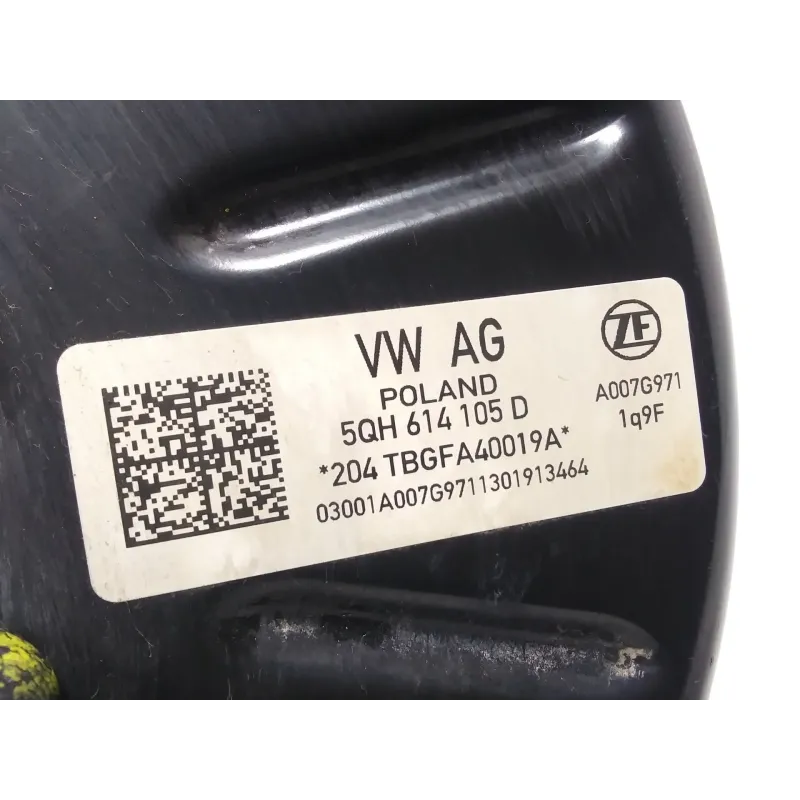 VW AG
POLAND
5QH 614 105 D
*204 TBGFA40019A*
03001A007G9711301913464
ZF
A007G971
1q9F